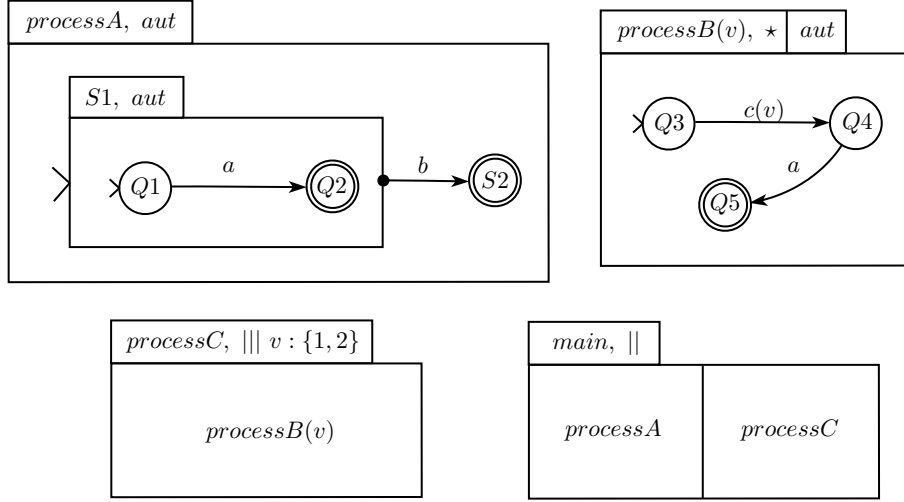 processA, aut
S1, aut
Q1
a
Q2
b
S2
processB(v), ⋆
aut
Q3
c(v)
Q4
a
Q5
processC, ||| v : {1, 2}
processB(v)
main, ||
processA
processC